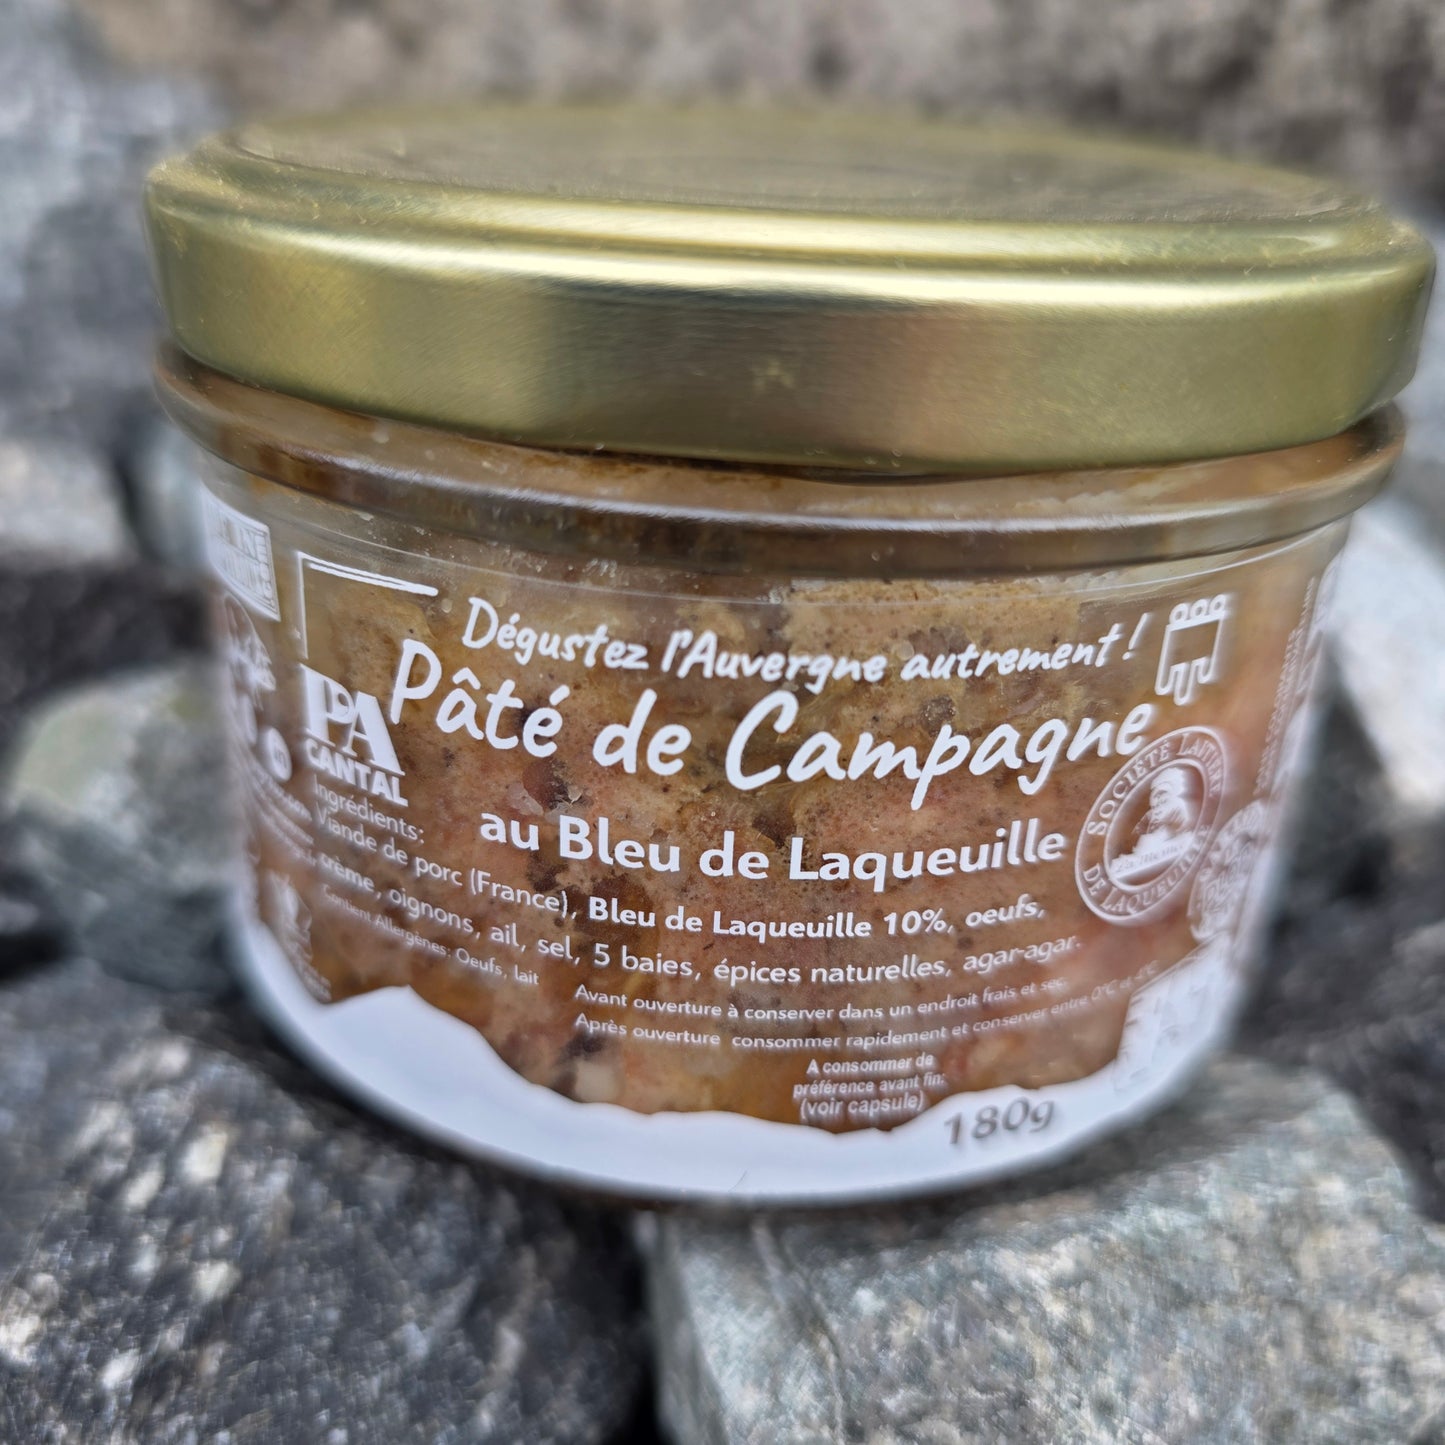 Dégustez l'Auvergne autrement !
Pâté de Campagne
au Bleu de Laqueuille
PA
CANTAL
Ingrédients:
Viande de porc (France), Bleu de Laqueuille 10%, oeufs,
crème, oignons, ail, sel, 5 baies, épices naturelles, agar-agar.
Contient Allergènes: Oeufs, lait
Avant ouverture à conserver dans un endroit frais et sec.
Après ouverture consommer rapidement et conserver entre 0°C et 4°C
A consommer de
préférence avant fin:
(voir capsule)
180g
SOCIETE LAITIERE
DE LAQUEUILLE